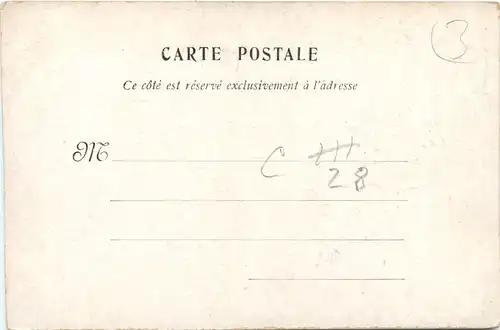 3
CARTE POSTALE
Ce côté est réservé exclusivement à l'adresse
M
C
28